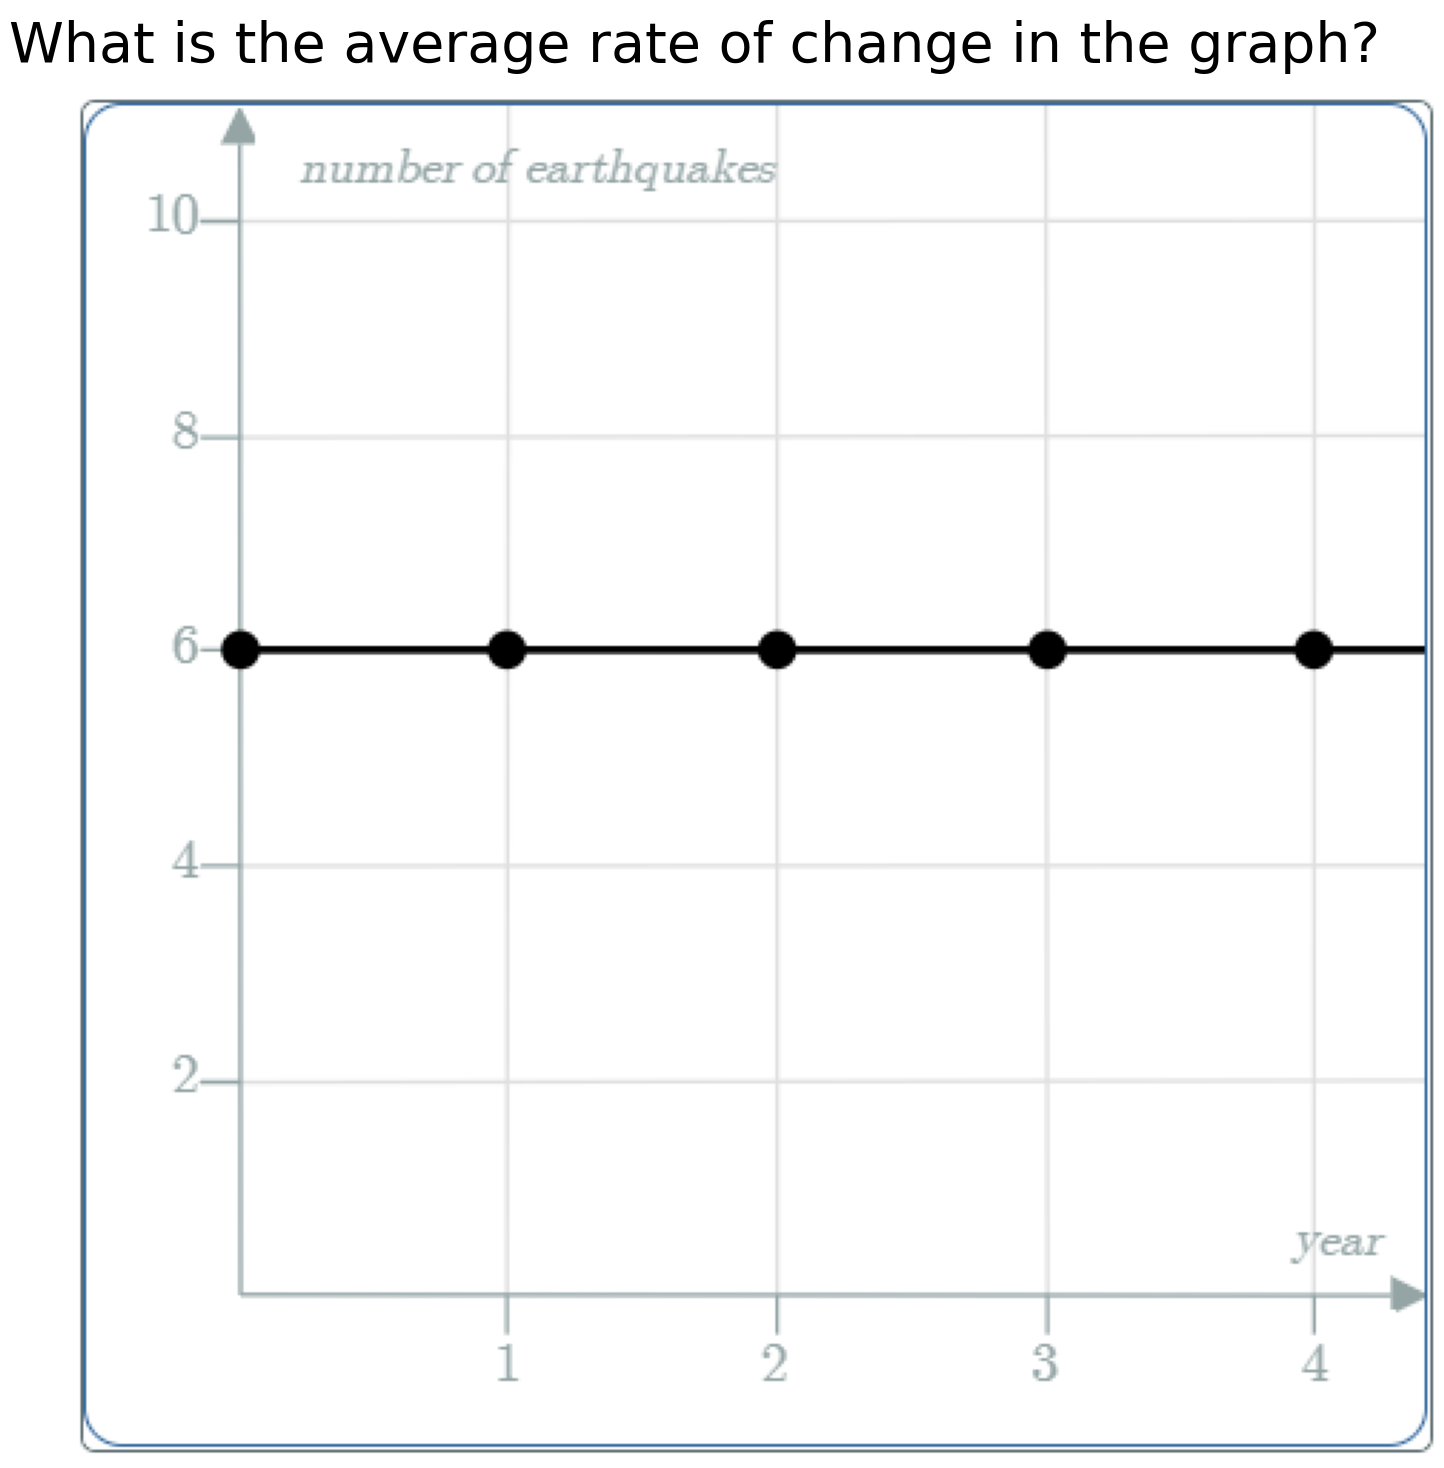 What is the average rate of change in the graph?
number of earthquakes
10
8
6
4
2
year
1 2 3 4